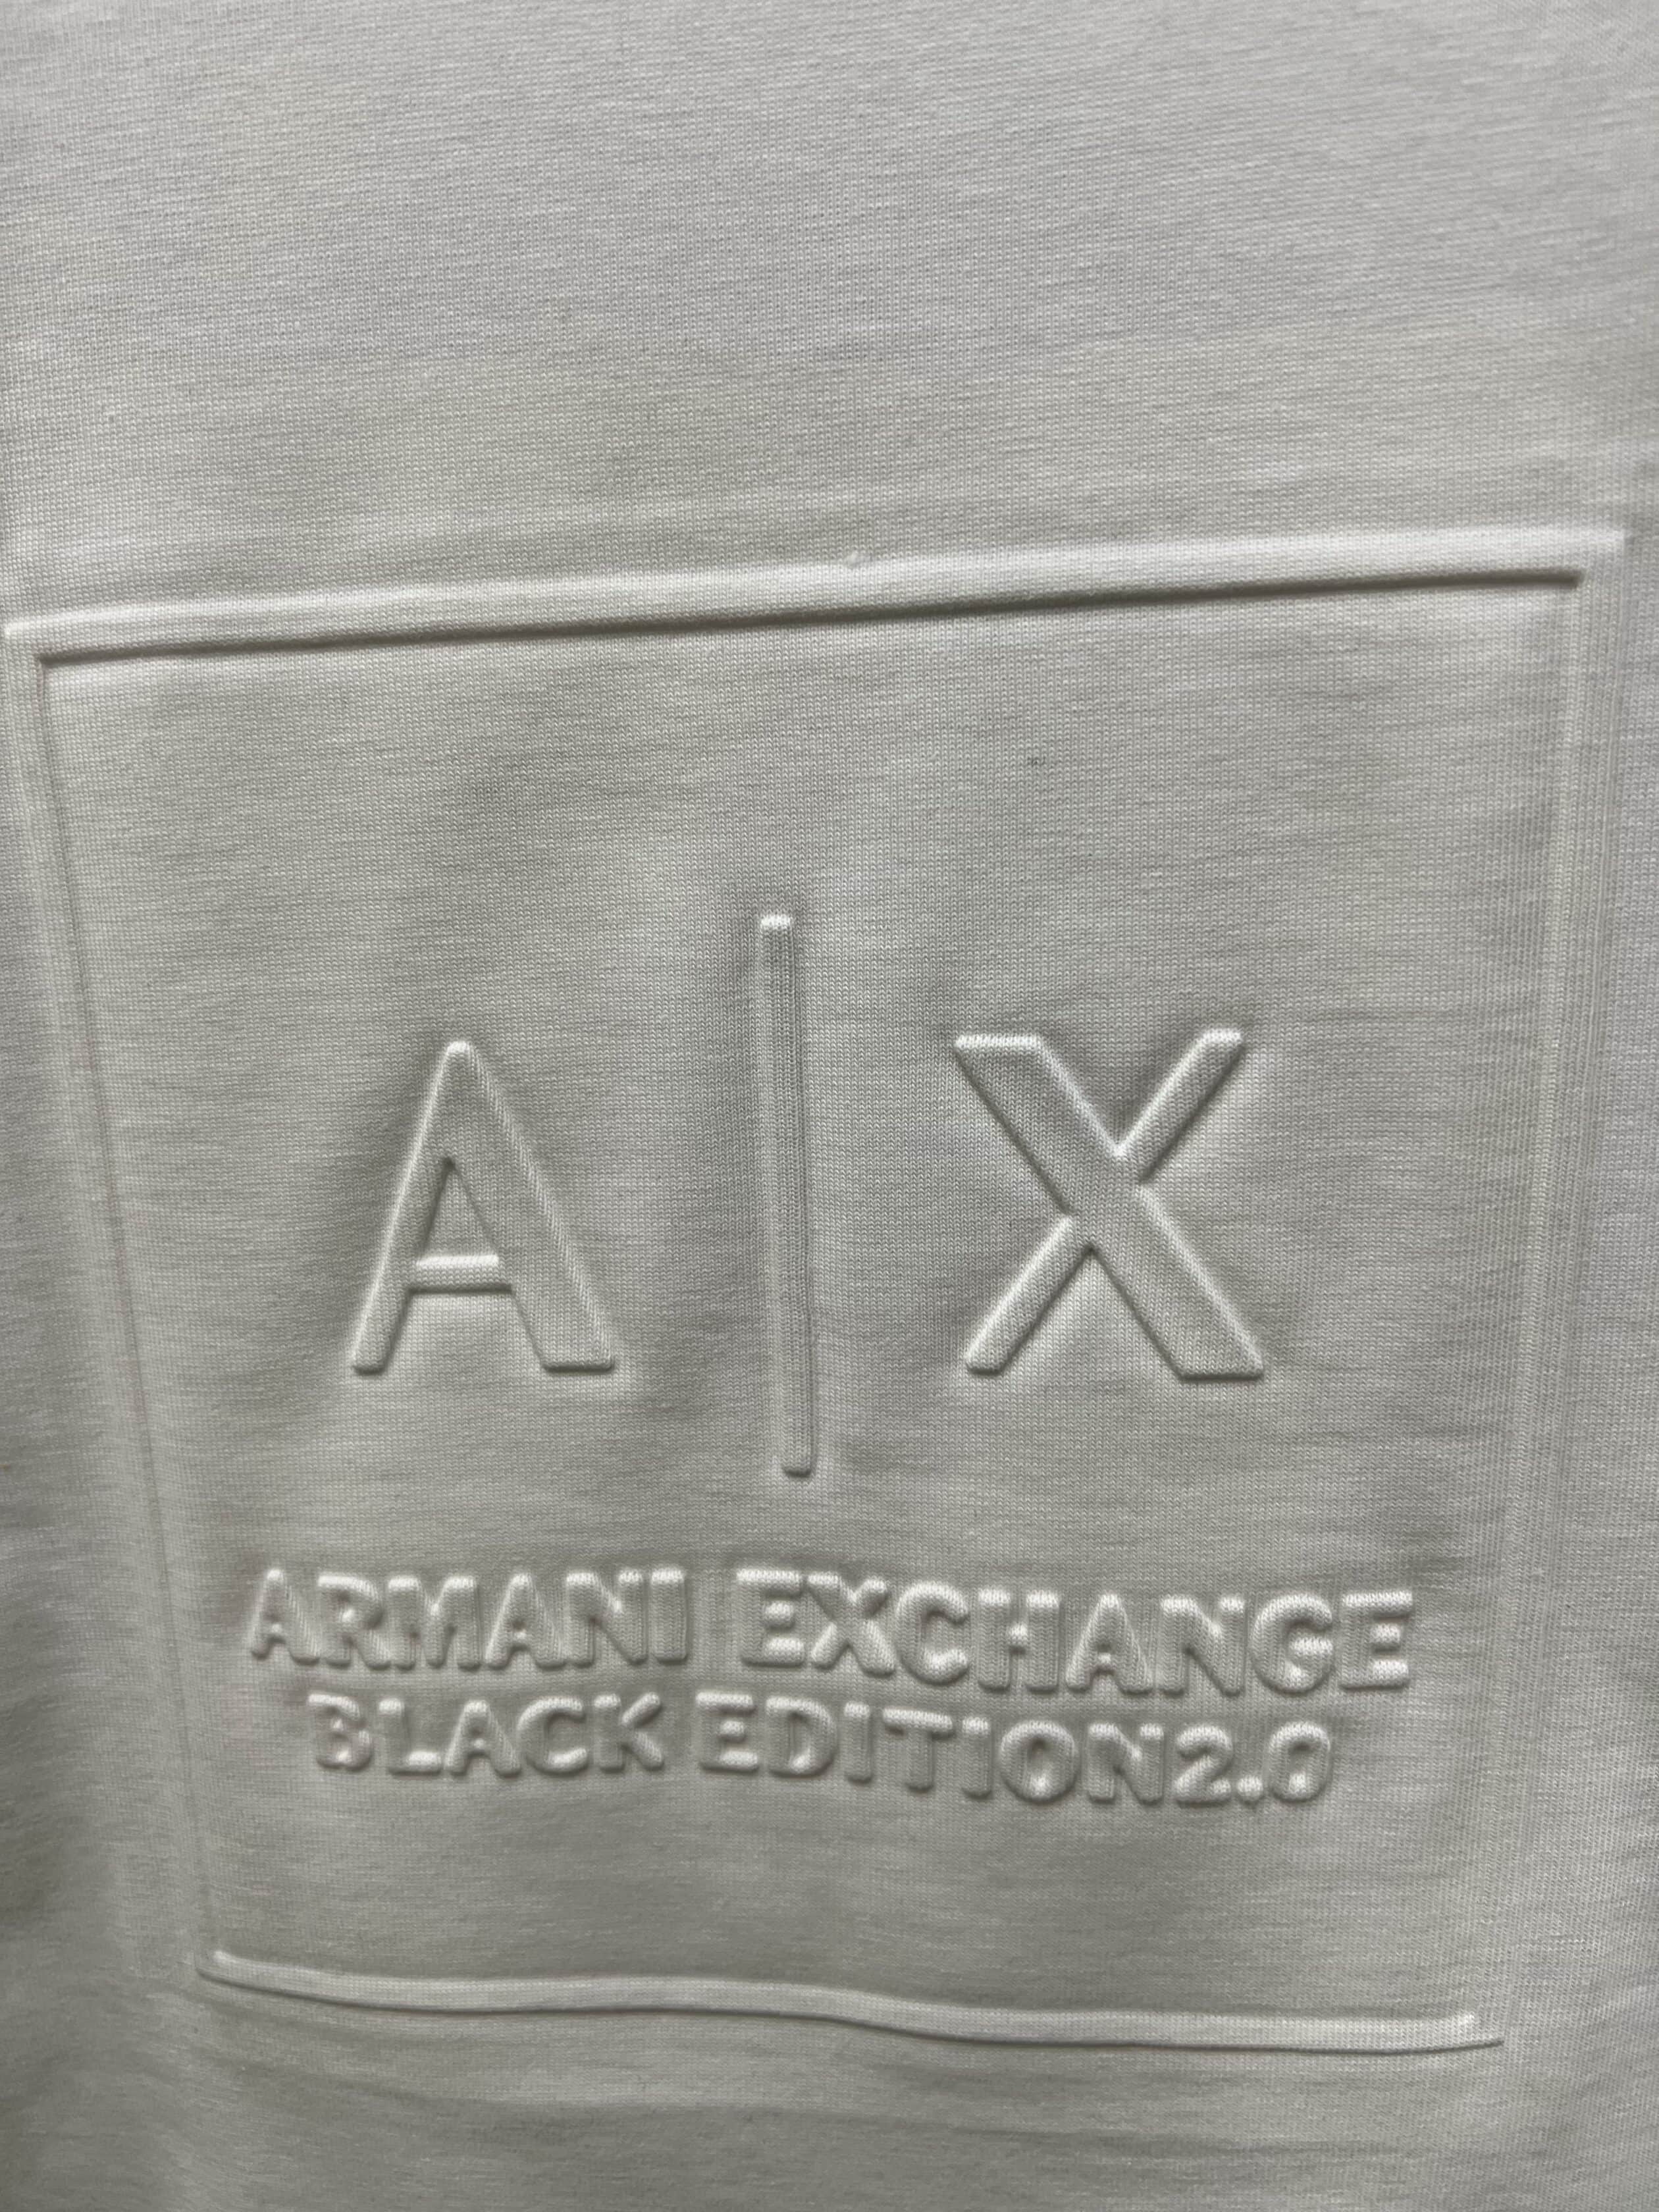 A|X
ARMANI EXCHANGE
BLACK EDITION2.0